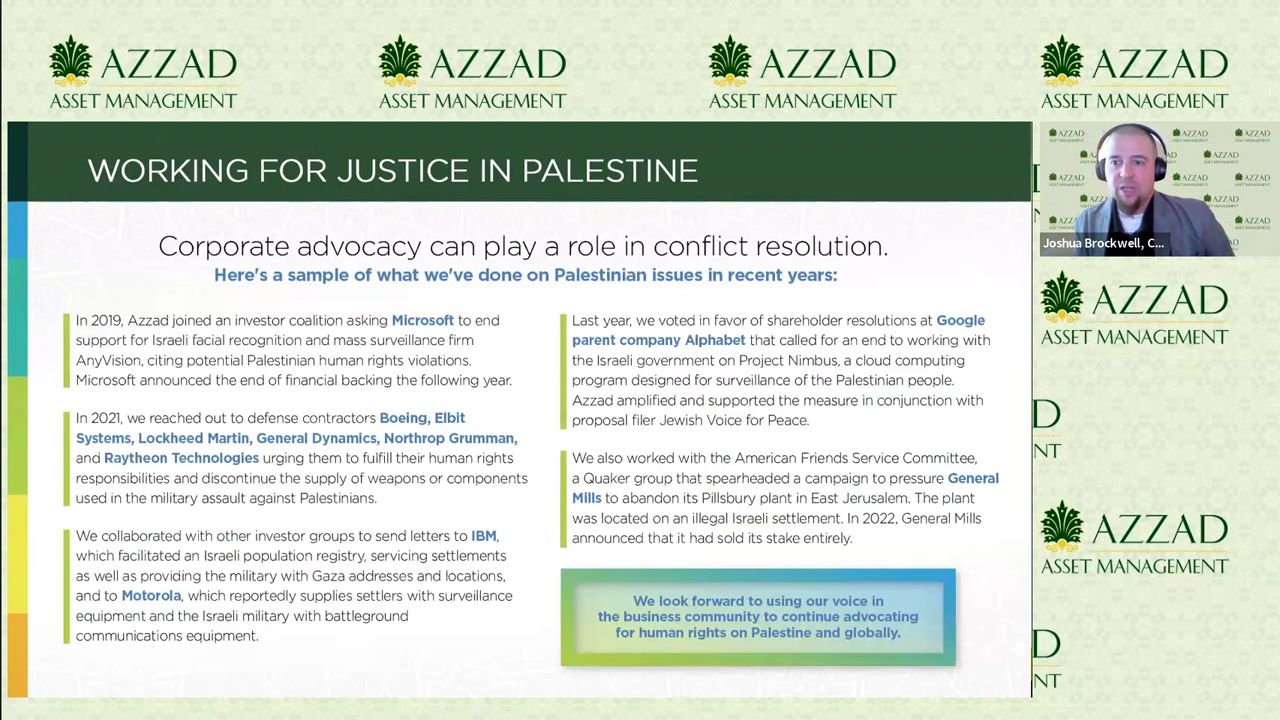 AZZAD
ASSET MANAGEMENT
AZZAD
ASSET MANAGEMENT
AZZAD
ASSET MANAGEMENT
AZZAD
ASSET MANAGEMENT
WORKING FOR JUSTICE IN PALESTINE
Corporate advocacy can play a role in conflict resolution.
Here's a sample of what we've done on Palestinian issues in recent years:
In 2019, Azzad joined an investor coalition asking Microsoft to end
support for Israeli facial recognition and mass surveillance firm
AnyVision, citing potential Palestinian human rights violations.
Microsoft announced the end of financial backing the following year.
In 2021, we reached out to defense contractors Boeing, Elbit
Systems, Lockheed Martin, General Dynamics, Northrop Grumman,
and Raytheon Technologies urging them to fulfill their human rights
responsibilities and discontinue the supply of weapons or components
used in the military assault against Palestinians.
We collaborated with other investor groups to send letters to IBM,
which facilitated an Israeli population registry, servicing settlements
as well as providing the military with Gaza addresses and locations,
and to Motorola, which reportedly supplies settlers with surveillance
equipment and the Israeli military with battleground
communications equipment.
Last year, we voted in favor of shareholder resolutions at Google
parent company Alphabet that called for an end to working with
the Israeli government on Project Nimbus, a cloud computing
program designed for surveillance of the Palestinian people.
Azzad amplified and supported the measure in conjunction with
proposal filer Jewish Voice for Peace.
We also worked with the American Friends Service Committee,
a Quaker group that spearheaded a campaign to pressure General
Mills to abandon its Pillsbury plant in East Jerusalem. The plant
was located on an illegal Israeli settlement. In 2022, General Mills
announced that it had sold its stake entirely.
We look forward to using our voice in
the business community to continue advocating
for human rights on Palestine and globally.
Joshua Brockwell, C...
AZZAD
ASSET MANAGEMENT
D
NT
AZZAD
ASSET MANAGEMENT
D
NT